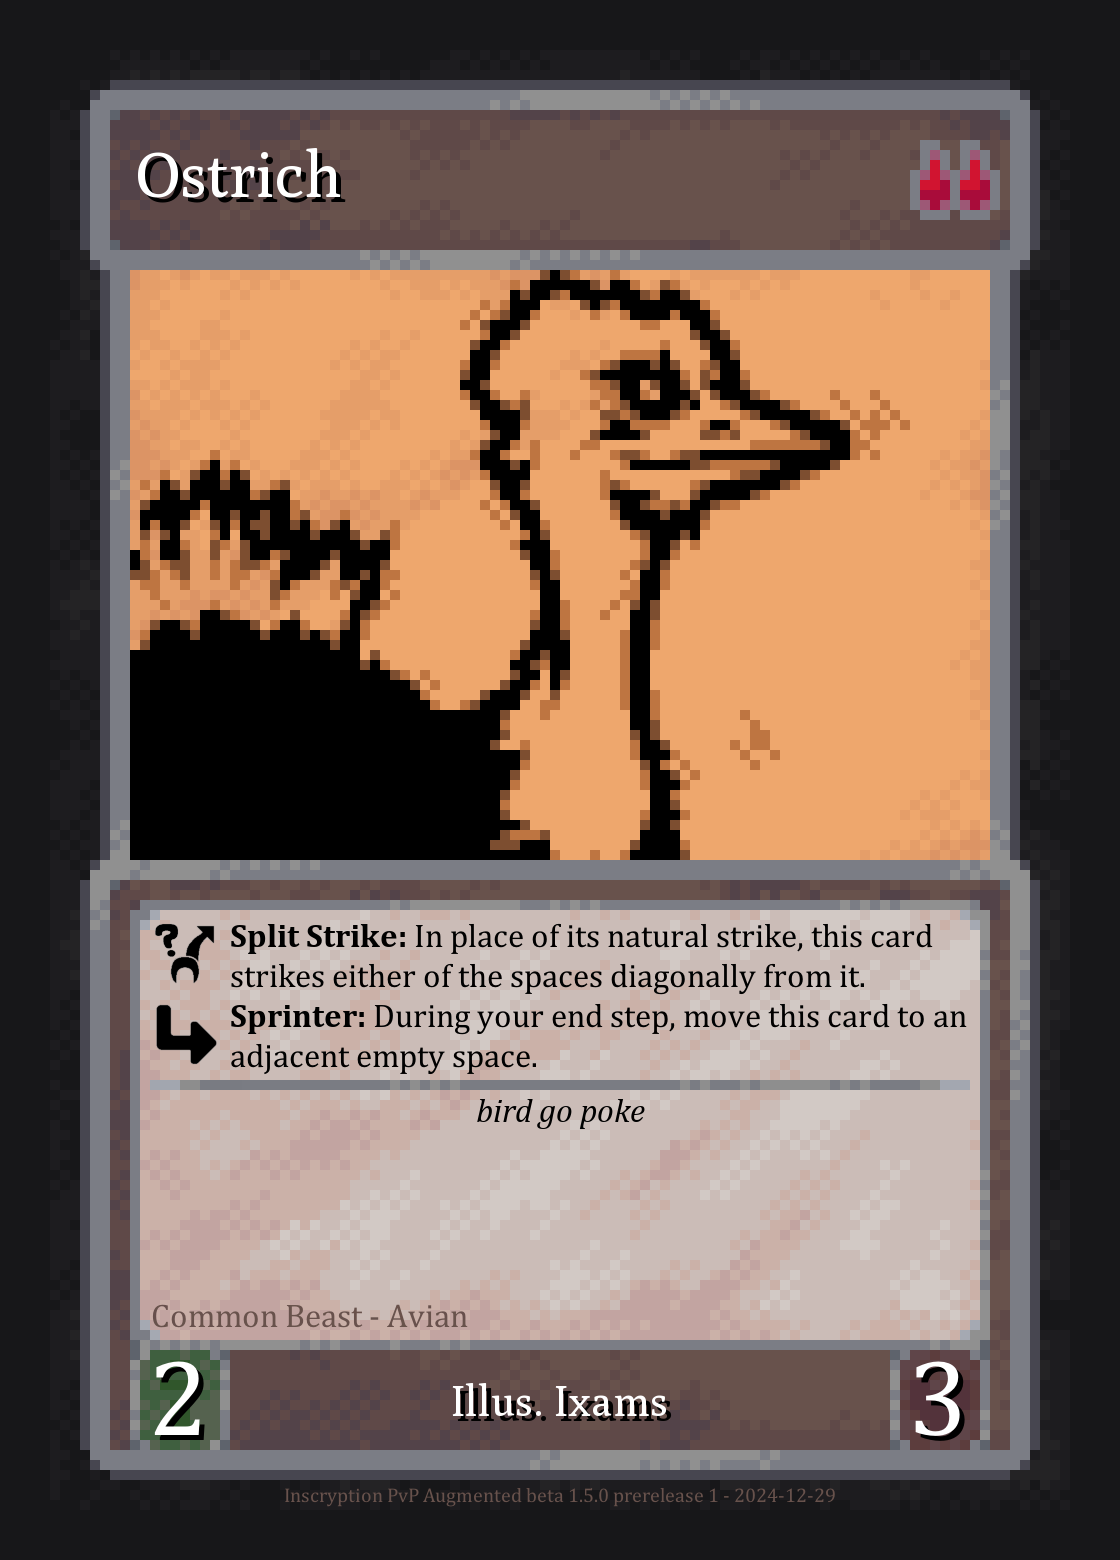 Ostrich
Split Strike: In place of its natural strike, this card
strikes either of the spaces diagonally from it.
Sprinter: During your end step, move this card to an
adjacent empty space.
bird go poke
Common Beast - Avian
2
Illus. Ixams
3
Inscryption PvP Augmented beta 1.5.0 prerelease 1 - 2024-12-29